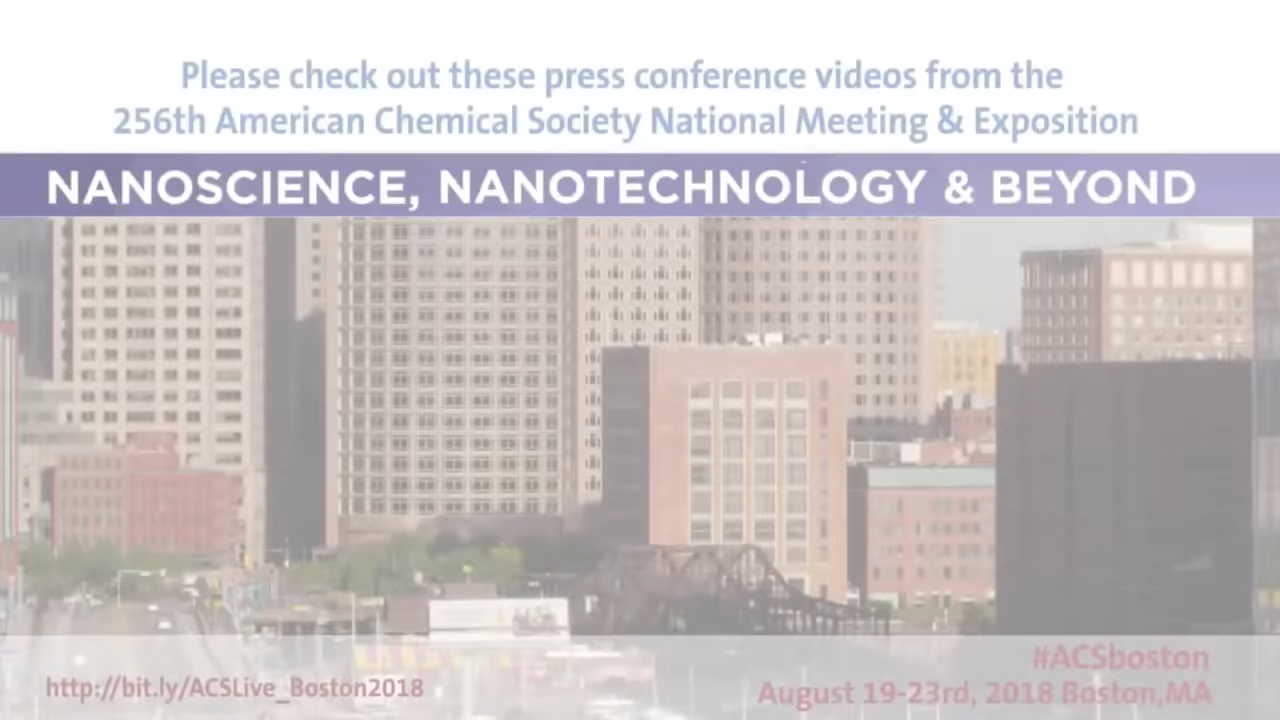 Please check out these press conference videos from the
256th American Chemical Society National Meeting & Exposition
NANOSCIENCE, NANOTECHNOLOGY & BEYOND
#ACSboston
http://bit.ly/ACSLive_Boston2018
August 19-23rd, 2018 Boston,MA